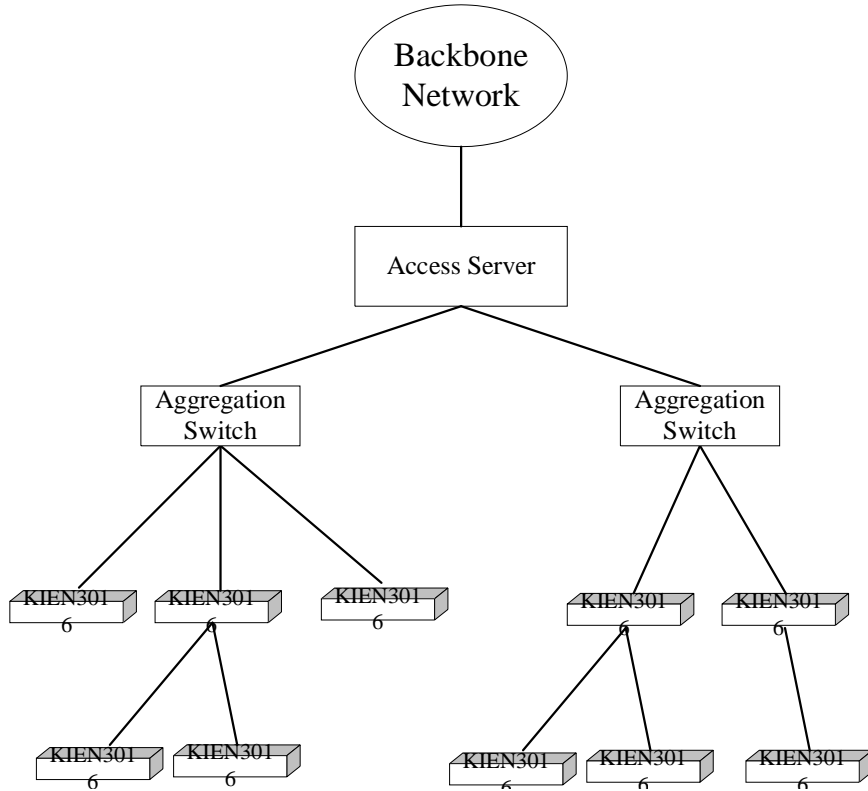 Backbone
Network
Access Server
Aggregation
Switch
Aggregation
Switch
KIEN301
6
KIEN301
6
KIEN301
6
KIEN301
6
KIEN301
6
KIEN301
6
KIEN301
6
KIEN301
6
KIEN301
6
KIEN301
6